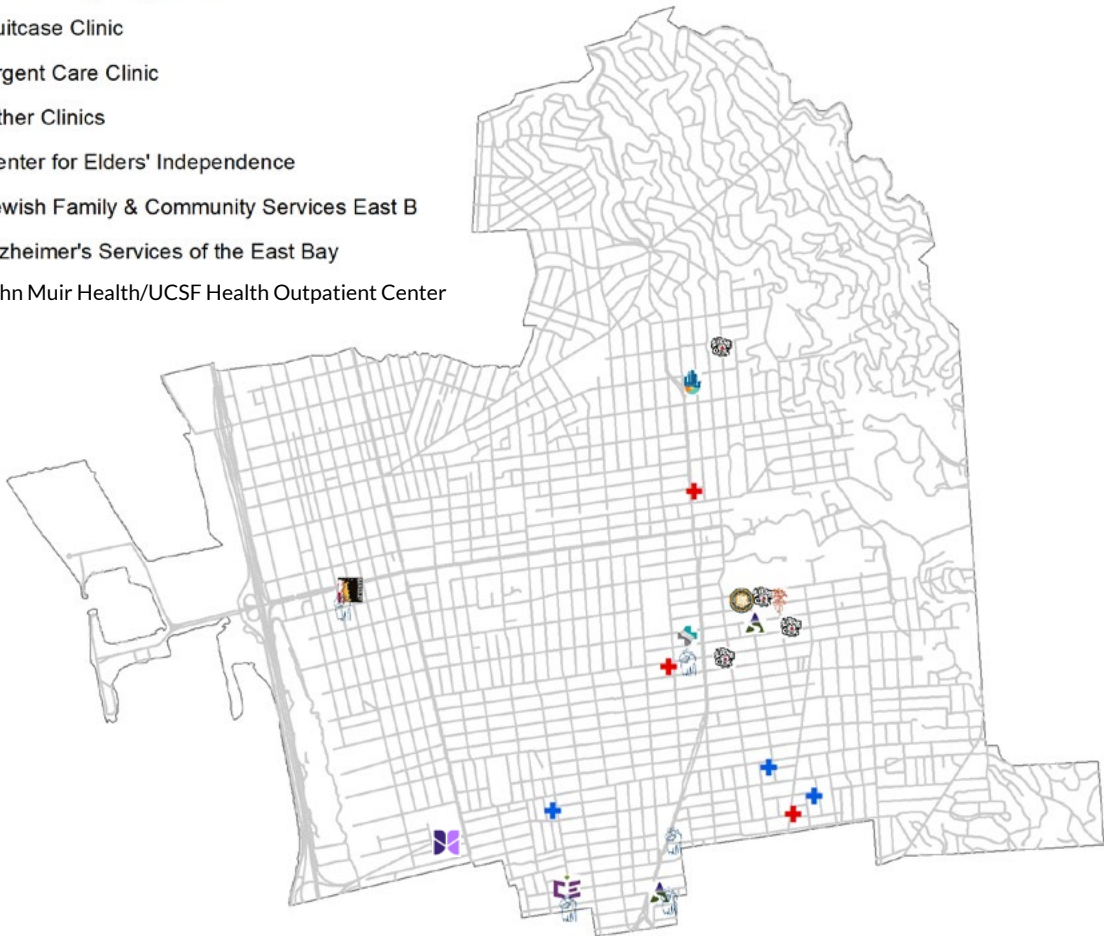 uitcase Clinic
rgent Care Clinic
ther Clinics
enter for Elders' Independence
ewish Family & Community Services East B
zheimer's Services of the East Bay
hn Muir Health/UCSF Health Outpatient Center
CE